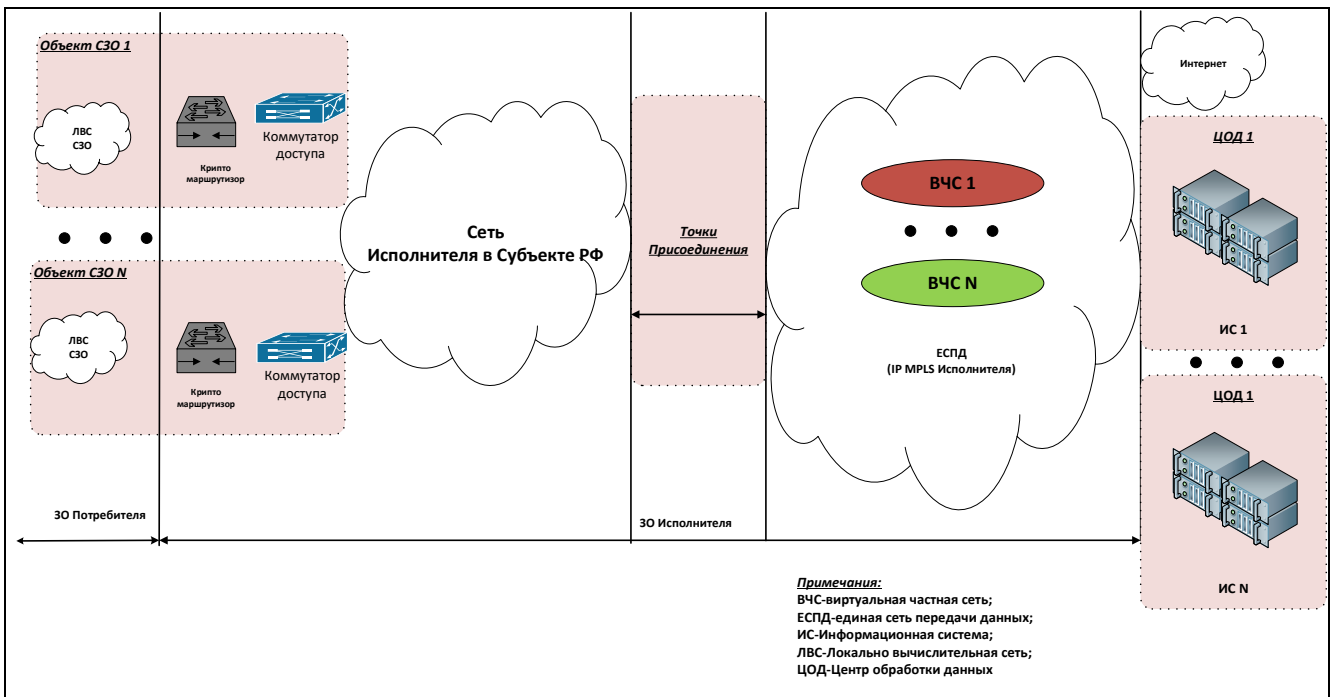 Объект СЗО 1
ЛВС
СЗО
Крипто
маршрутизор
Коммутатор
доступа
Объект СЗО N
ЛВС
СЗО
Крипто
маршрутизор
Коммутатор
доступа
ЗО Потребителя
Сеть
Исполнителя в Субъекте РФ
Точки
Присоединения
ЗО Исполнителя
ВЧС 1
ВЧС N
ЕСПД
(IP MPLS Исполнителя)
Интернет
ЦОД 1
ИС 1
ЦОД 1
ИС N
Примечания:
ВЧС-виртуальная частная сеть;
ЕСПД-единая сеть передачи данных;
ИС-Информационная система;
ЛВС-Локально вычислительная сеть;
ЦОД-Центр обработки данных